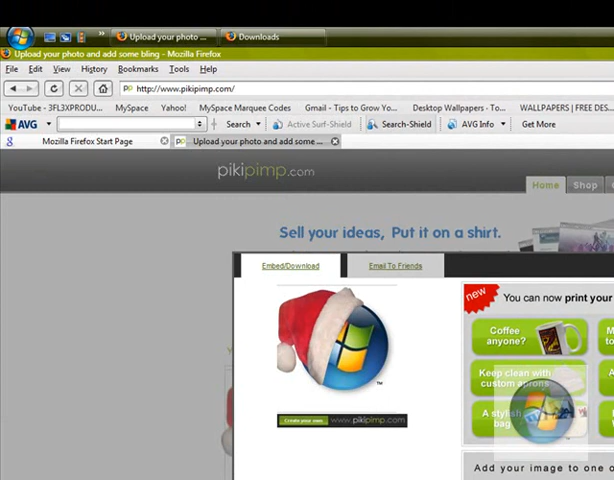 Upload your photo ...
Downloads
Upload your photo and add some bling - Mozilla Firefox
File Edit View History Bookmarks Tools Help
http://www.pikipimp.com/
YouTube - 3FL3XPRODU... MySpace Yahoo! MySpace Marquee Codes Gmail - Tips to Grow Yo... Desktop Wallpapers - To... WALLPAPERS | FREE DES...
AVG Search Active Surf-Shield Search-Shield AVG Info Get More
Mozilla Firefox Start Page Upload your photo and add some ...
pikipimp.com
Home Shop
Sell your ideas, Put it on a shirt.
Embed/Download Email To Friends
new You can now print your
Coffee anyone?
Keep clean with custom aprons
A stylish bag
TM
Create your own www.pikipimp.com
Add your image to one o